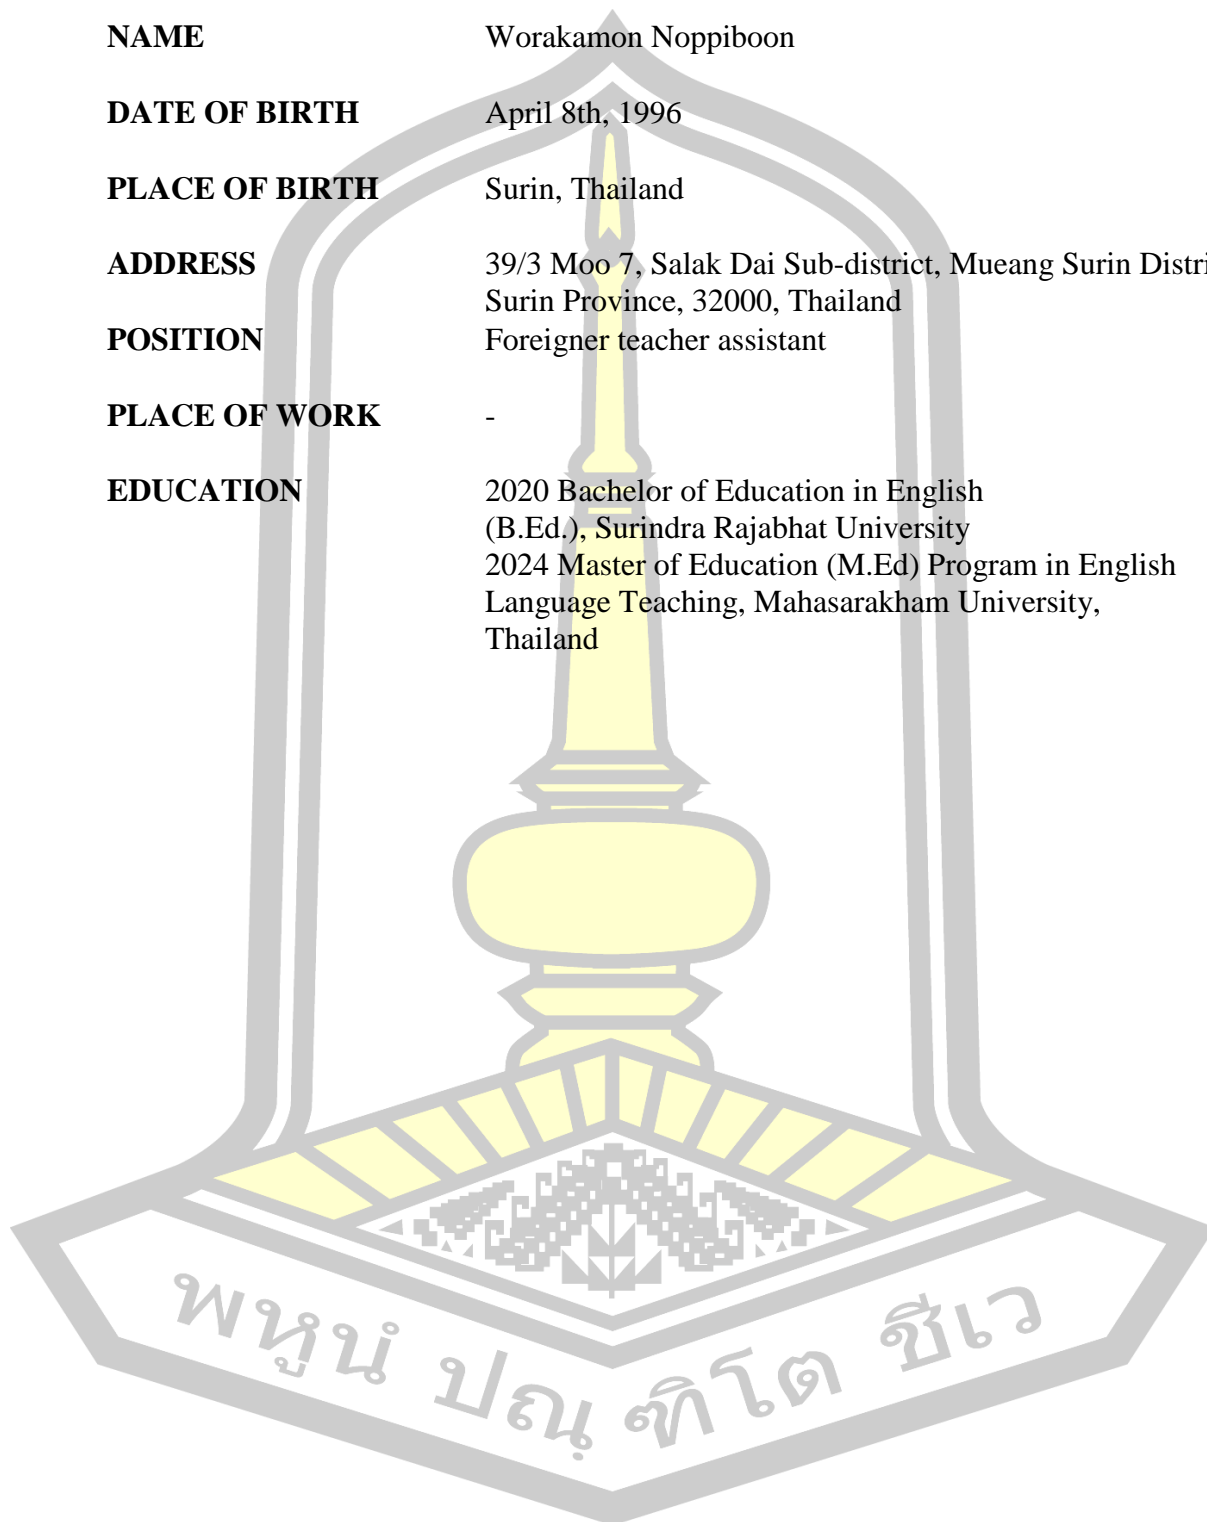 NAME Worakamon Noppiboon
DATE OF BIRTH April 8th, 1996
PLACE OF BIRTH Surin, Thailand
ADDRESS 39/3 Moo 7, Salak Dai Sub-district, Mueang Surin Distri
Surin Province, 32000, Thailand
POSITION Foreigner teacher assistant
PLACE OF WORK -
EDUCATION 2020 Bachelor of Education in English
(B.Ed.), Surindra Rajabhat University
2024 Master of Education (M.Ed) Program in English
Language Teaching, Mahasarakham University,
Thailand
พหูนํ ปณฺฑิโต ชีเว